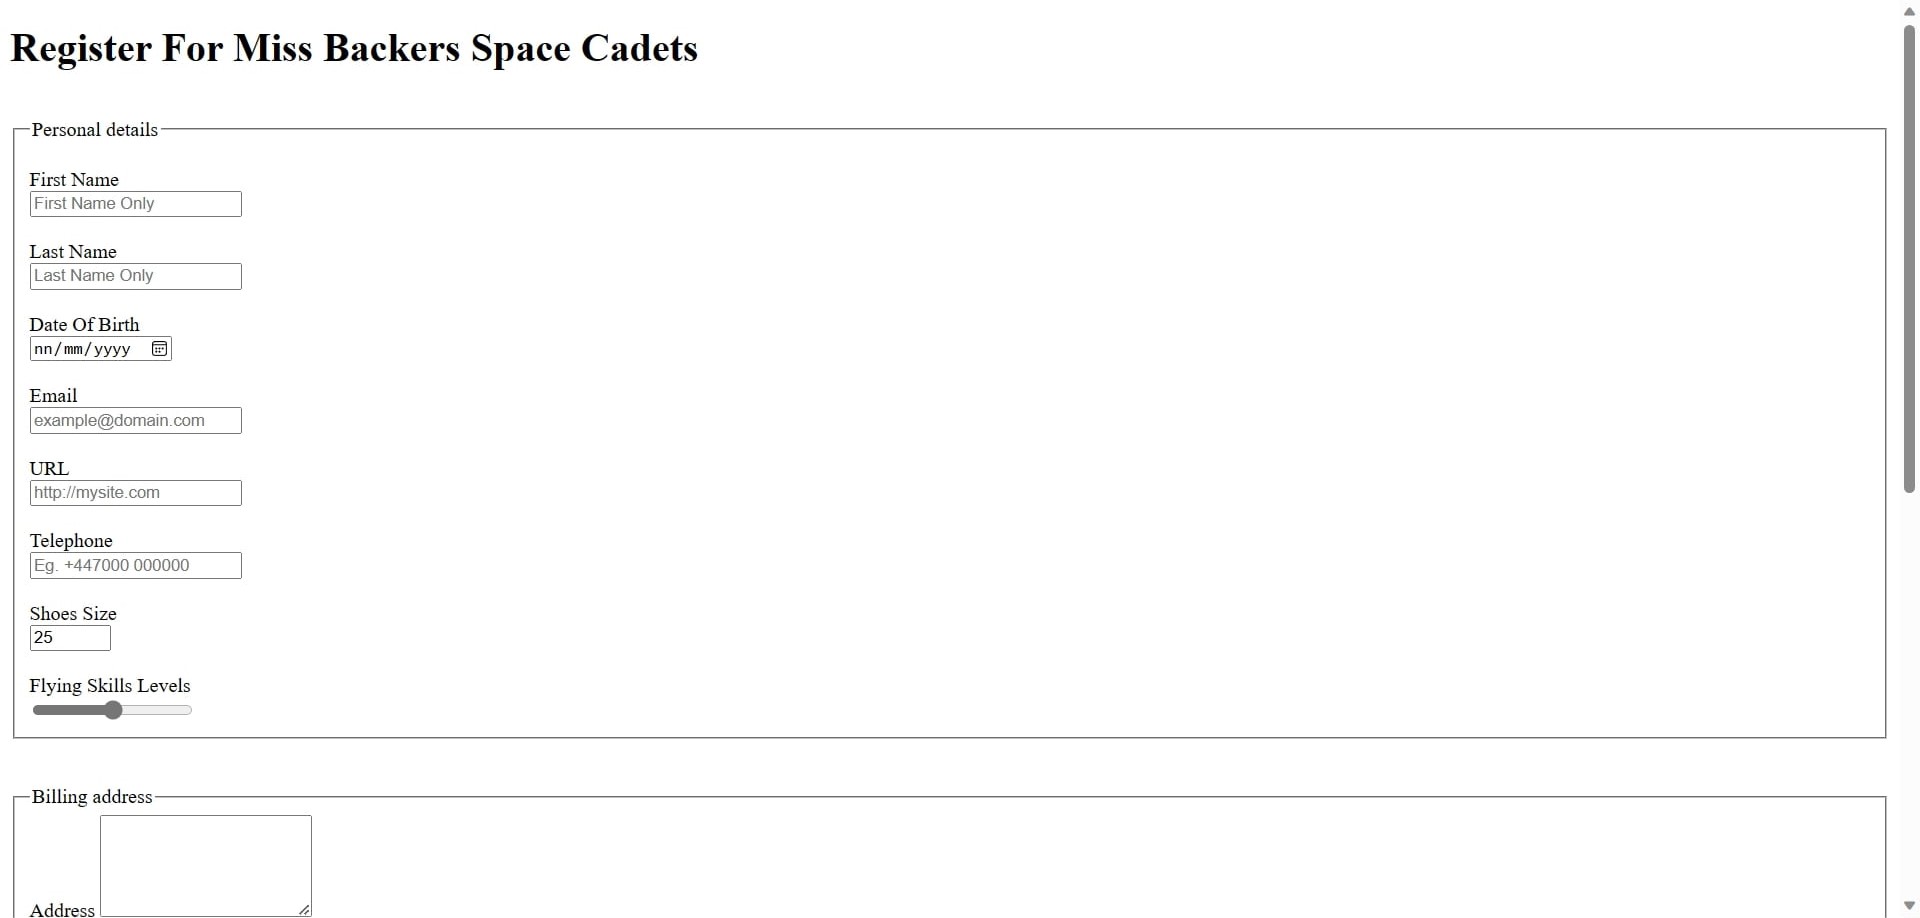 Register For Miss Backers Space Cadets
Personal details
First Name
First Name Only
Last Name
Last Name Only
Date Of Birth
nn/mm/yyyy
Email
example@domain.com
URL
http://mysite.com
Telephone
Eg. +447000 000000
Shoes Size
25
Flying Skills Levels
Billing address
Address